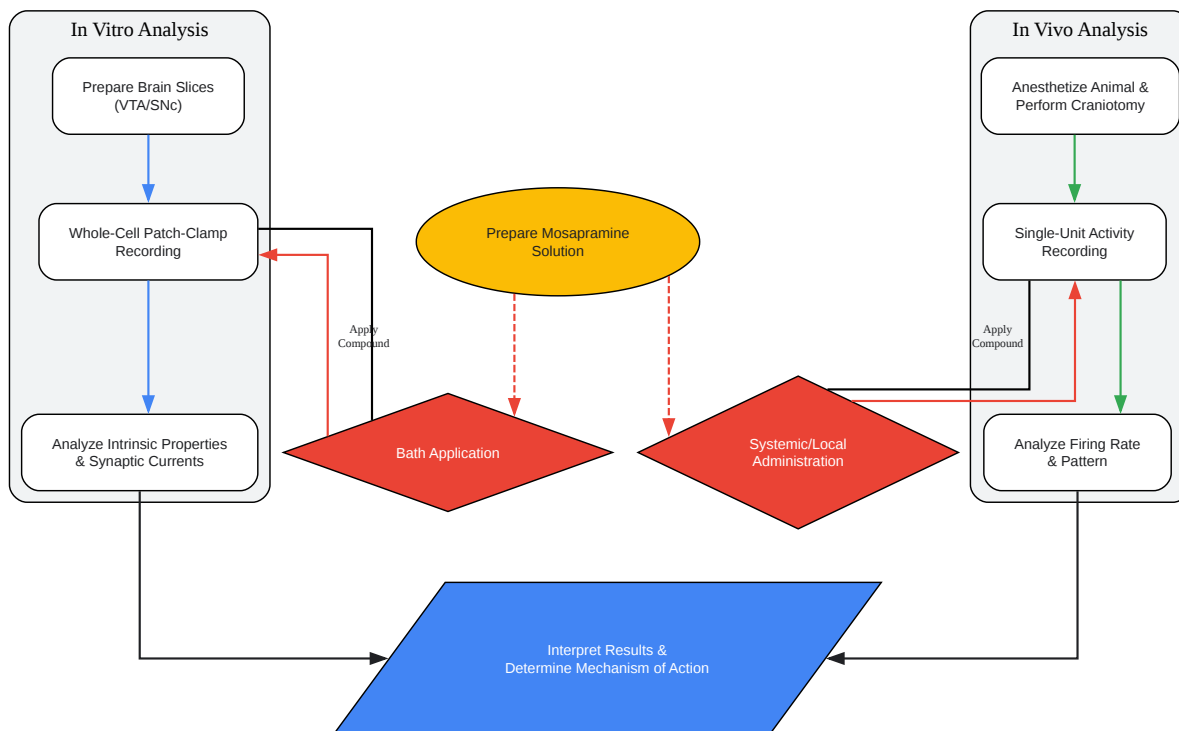 In Vitro Analysis
Prepare Brain Slices
(VTA/SNc)
Whole-Cell Patch-Clamp
Recording
Analyze Intrinsic Properties
& Synaptic Currents
Apply
Compound
Prepare Mosapramine
Solution
Bath Application
Systemic/Local
Administration
In Vivo Analysis
Anesthetize Animal &
Perform Craniotomy
Single-Unit Activity
Recording
Apply
Compound
Analyze Firing Rate
& Pattern
Interpret Results &
Determine Mechanism of Action